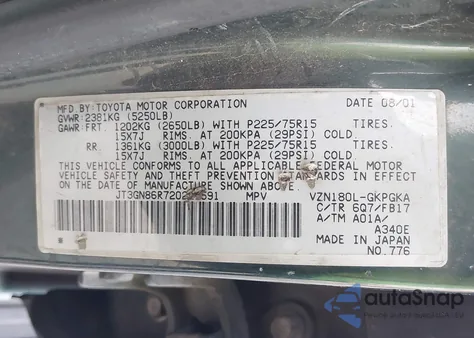 MFD BY: TOYOTA MOTOR CORPORATION DATE 08/01
GVWR: 2381KG (5250LB)
GAWR: FRT. 1202KG (2650LB) WITH P225/75R15 TIRES.
15X7J RIMS. AT 200KPA (29PSI) COLD.
RR. 1361KG (3000LB) WITH P225/75R15 TIRES.
15X7J RIMS. AT 200KPA (29PSI) COLD
THIS VEHICLE CONFORMS TO ALL APPLICABLE FEDERAL MOTOR
VEHICLE SAFETY, BUMPER, AND THEFT PREVENTION STANDARDS IN EFFECT
ON THE DATE OF MANUFACTURE SHOWN ABOVE.
MPV VZN180L-GKPGKA
C/TR 6Q7/FB17
A/TM A01A/
A340E
MADE IN JAPAN
NO. 776
autoSnap